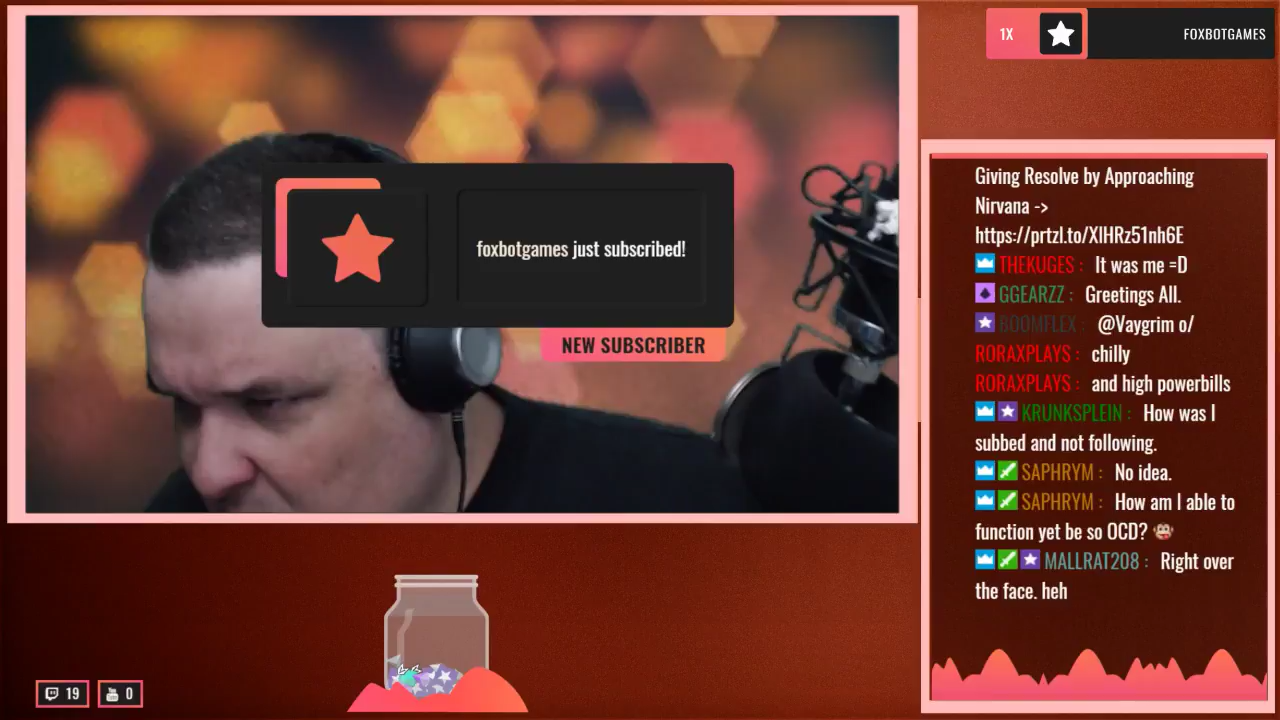 1X
FOXBOTGAMES
foxbotgames just subscribed!
NEW SUBSCRIBER
Giving Resolve by Approaching
Nirvana ->
https://prtzl.to/XlHRz51nh6E
THEKUGES : It was me =D
GGEARZZ : Greetings All.
BOOMFLEX : @Vaygrim o/
RORAXPLAYS : chilly
RORAXPLAYS : and high powerbills
KRUNKSPLEIN : How was I
subbed and not following.
SAPHRYM : No idea.
SAPHRYM : How am I able to
function yet be so OCD?
MALLRAT208 : Right over
the face. heh
19
0